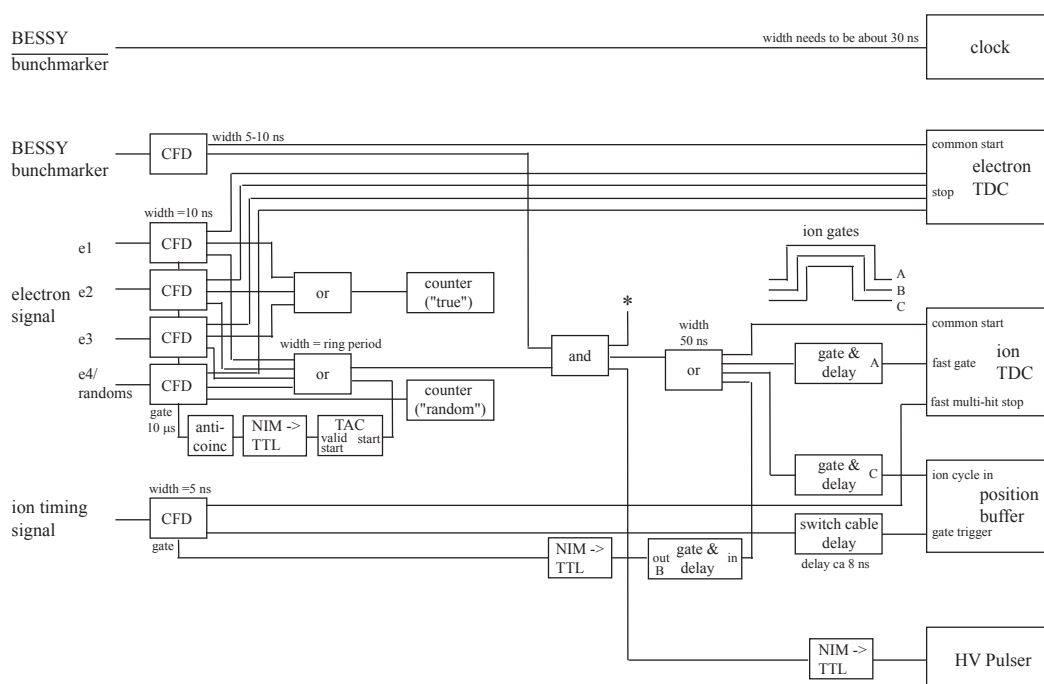 BESSY
bunchmarker
width needs to be about 30 ns
clock
BESSY
bunchmarker
CFD
width 5-10 ns
common start
electron
TDC
stop
width =10 ns
e1
CFD
electron
signal
e2
CFD
e3
CFD
e4/
randoms
CFD
gate
10 μs
or
counter
("true")
width = ring period
or
counter
("random")
anti-
coinc
NIM ->
TTL
TAC
valid start
start
*
and
width
50 ns
or
ion gates
A
B
C
common start
ion
TDC
gate &
delay
A
fast gate
fast multi-hit stop
gate &
delay
C
ion cycle in
position
buffer
gate trigger
switch cable
delay
delay ca 8 ns
ion timing
signal
width =5 ns
CFD
gate
NIM ->
TTL
out
B
gate &
delay
in
NIM ->
TTL
HV Pulser